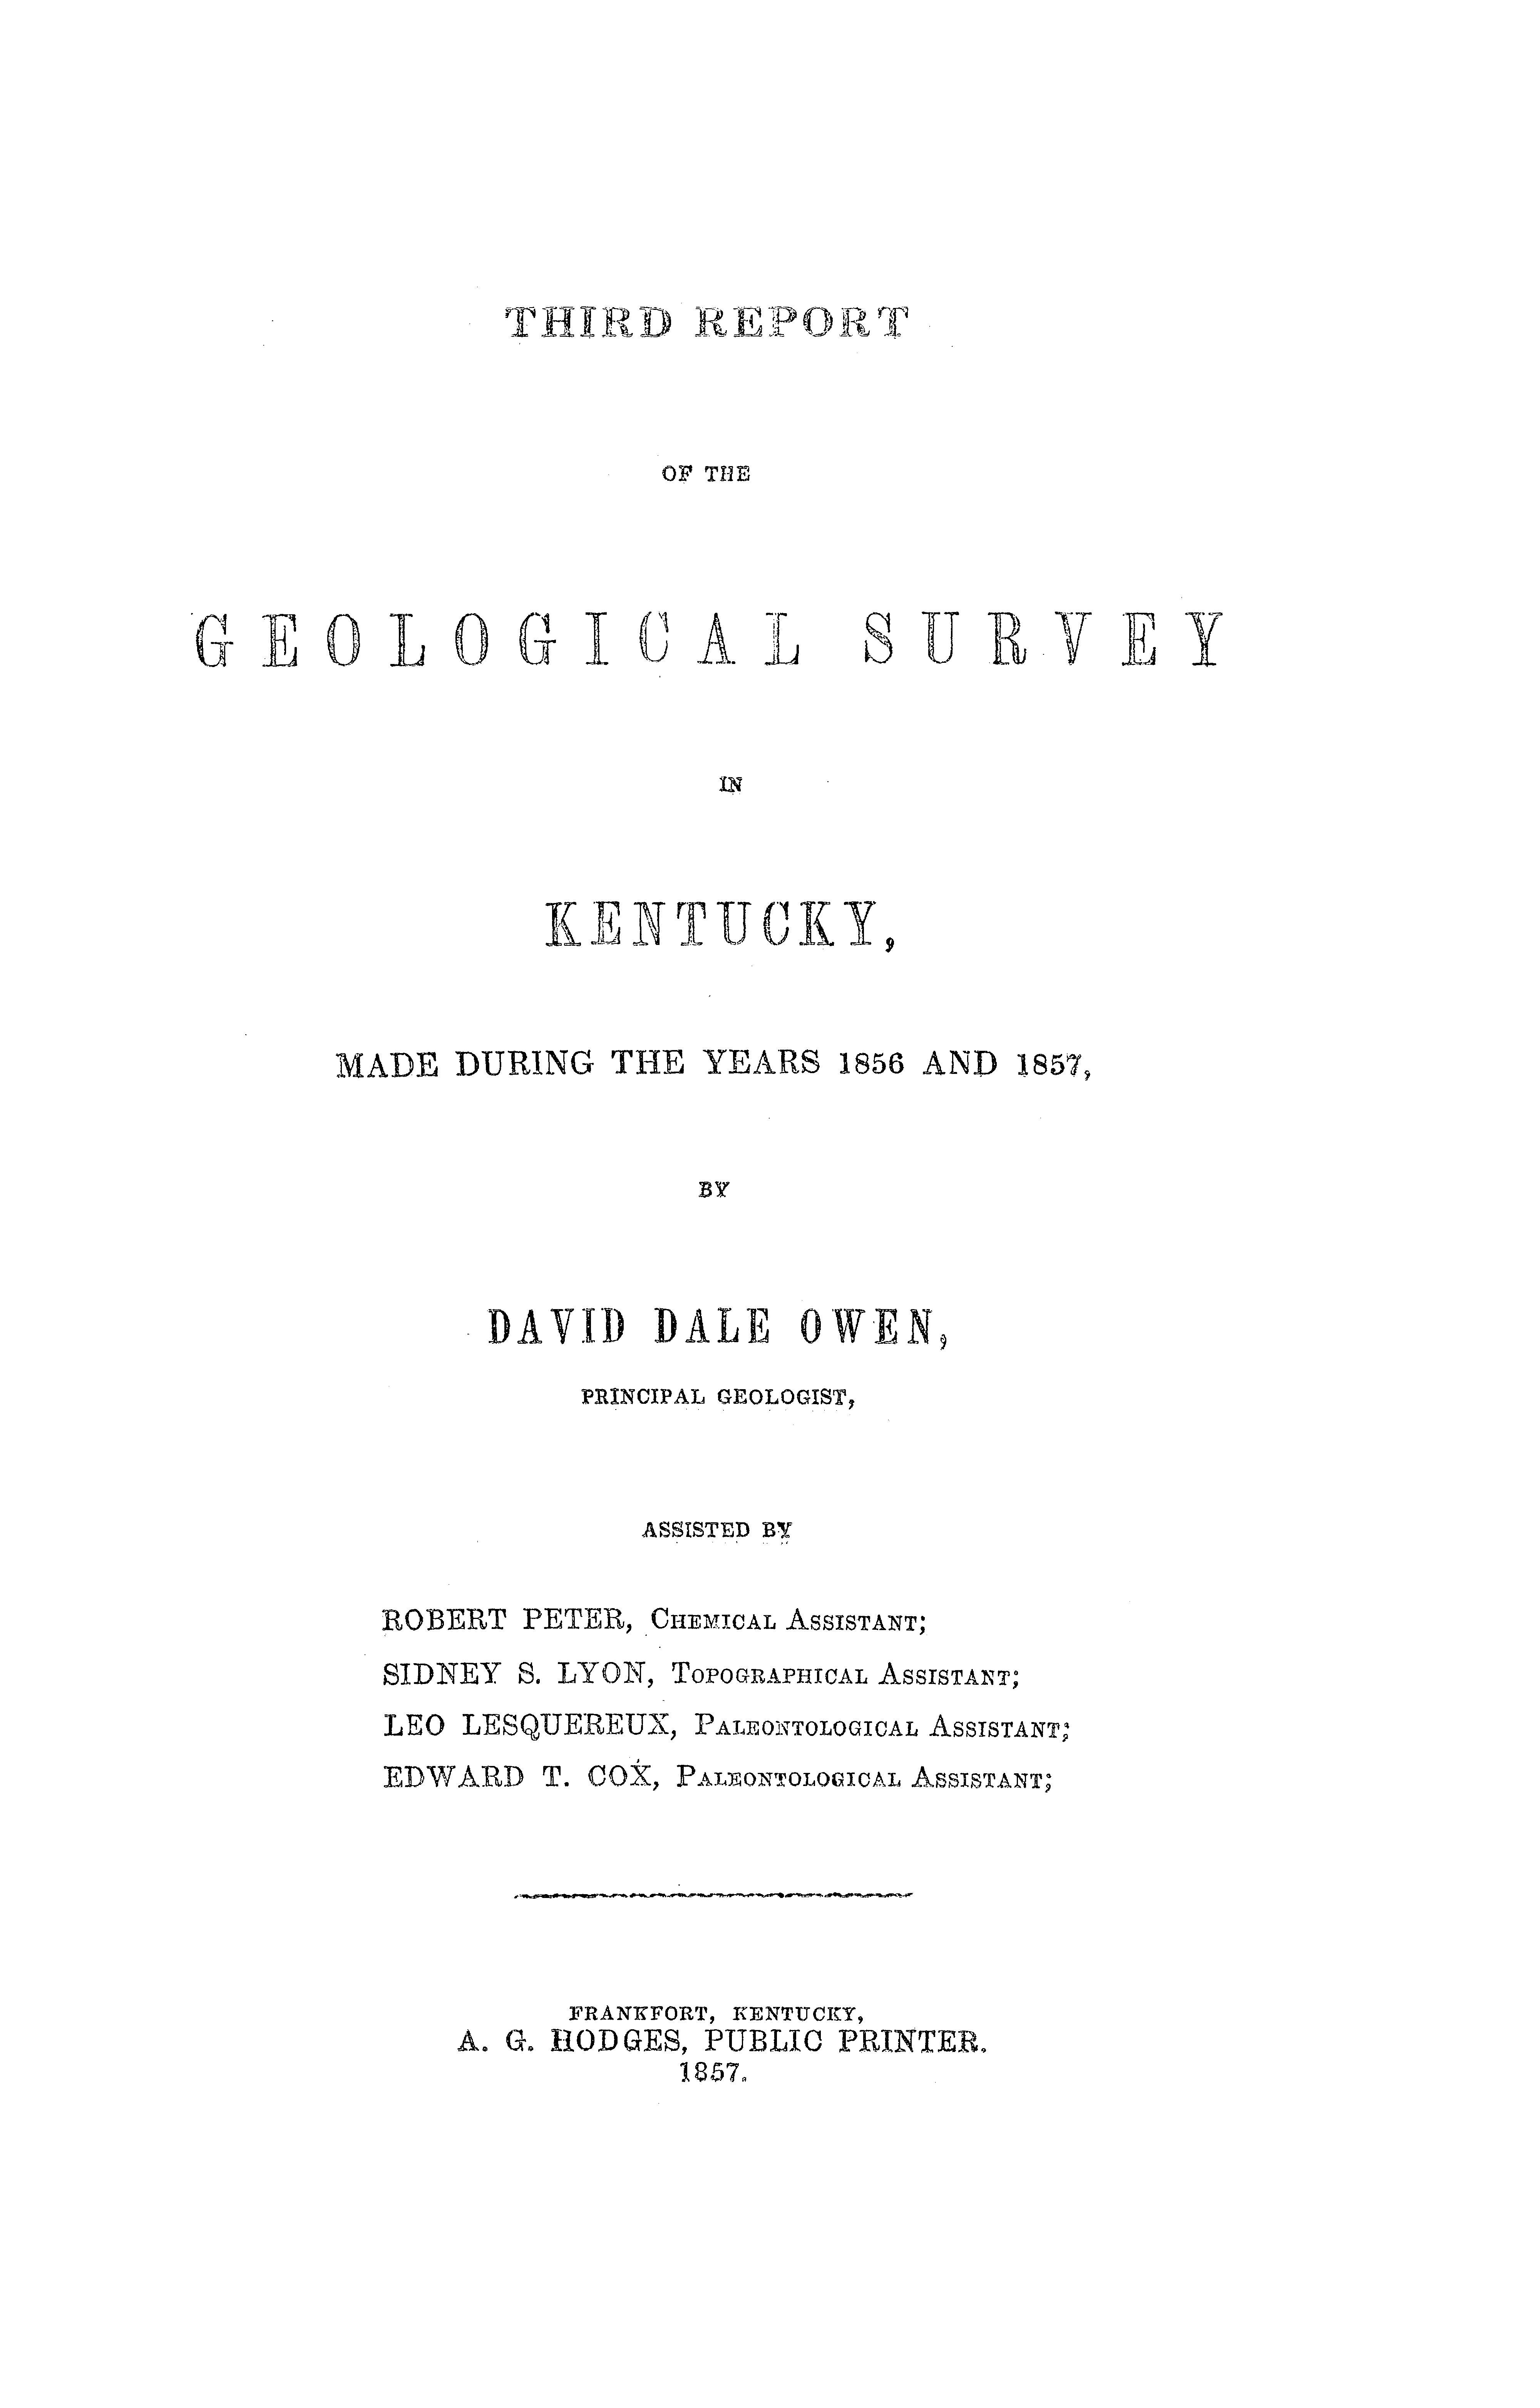 THIRD REPORT
OF THE
GEOLOGICAL SURVEY
IN
KENTUCKY,
MADE DURING THE YEARS 1856 AND 1857,
BY
DAVID DALE OWEN,
PRINCIPAL GEOLOGIST,
ASSISTED BY
ROBERT PETER, CHEMICAL ASSISTANT;
SIDNEY S. LYON, TOPOGRAPHICAL ASSISTANT;
LEO LESQUEREUX, PALEONTOLOGICAL ASSISTANT;
EDWARD T. COX, PALEONTOLOGICAL ASSISTANT;
FRANKFORT, KENTUCKY,
A. G. HODGES, PUBLIC PRINTER.
1857.